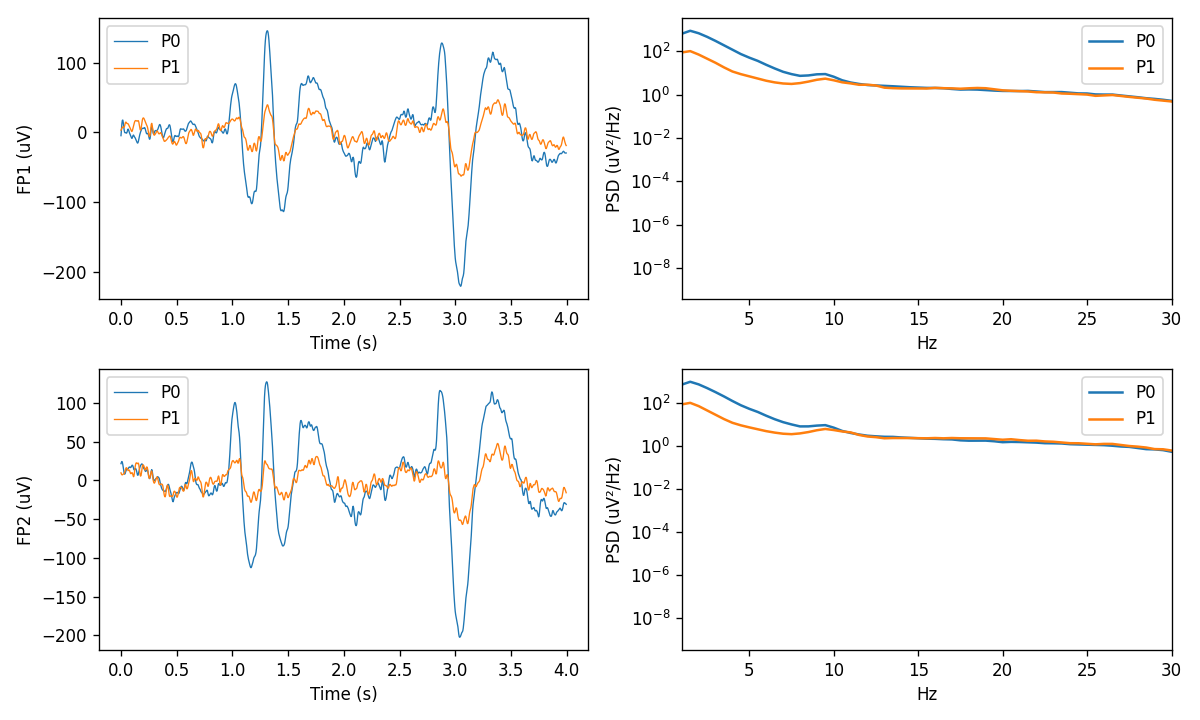 P0
P1
100
0
−100
−200
FP1 (uV)
0.0 0.5 1.0 1.5 2.0 2.5 3.0 3.5 4.0
Time (s)
P0
P1
10²
10⁰
10⁻²
10⁻⁴
10⁻⁶
10⁻⁸
PSD (uV²/Hz)
5 10 15 20 25 30
Hz
P0
P1
100
50
0
−50
−100
−150
−200
FP2 (uV)
0.0 0.5 1.0 1.5 2.0 2.5 3.0 3.5 4.0
Time (s)
P0
P1
10²
10⁰
10⁻²
10⁻⁴
10⁻⁶
10⁻⁸
PSD (uV²/Hz)
5 10 15 20 25 30
Hz